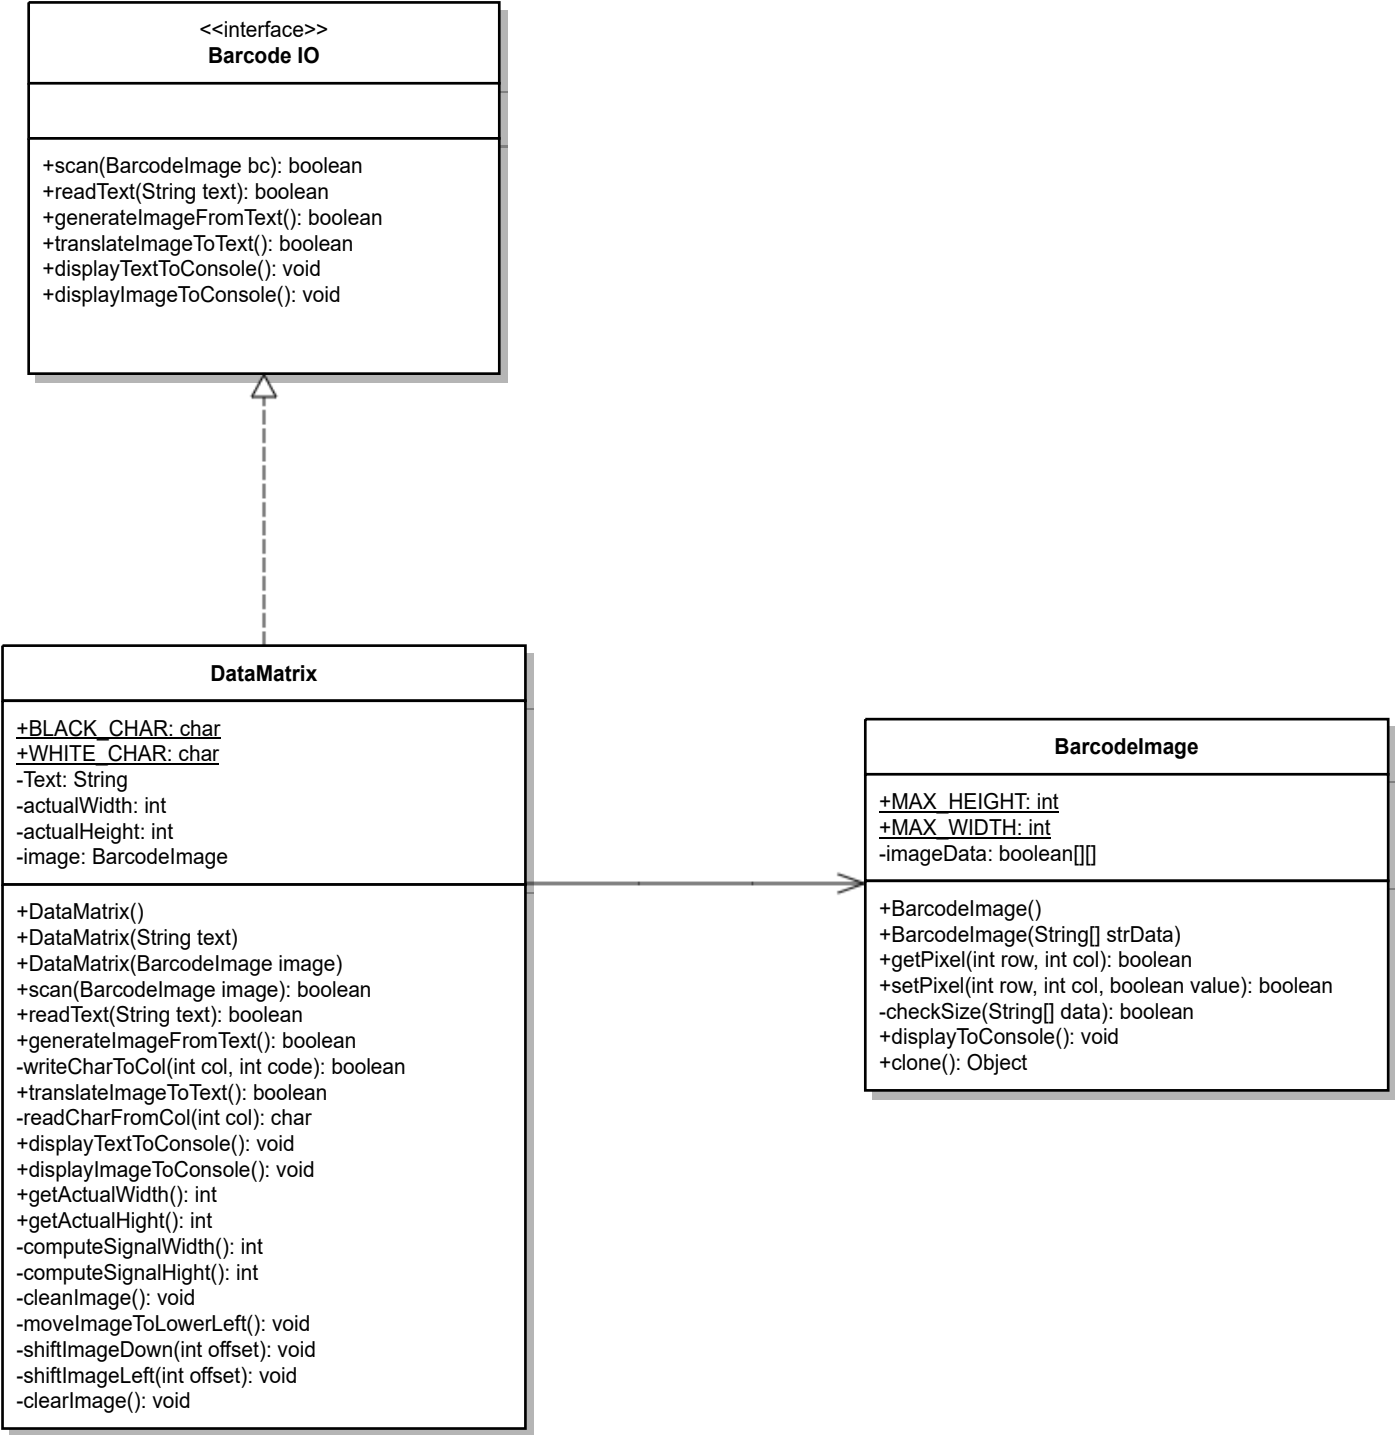 <<interface>>
Barcode IO
+scan(BarcodeImage bc): boolean
+readText(String text): boolean
+generateImageFromText(): boolean
+translateImageToText(): boolean
+displayTextToConsole(): void
+displayImageToConsole(): void
DataMatrix
+BLACK_CHAR: char
+WHITE_CHAR: char
-Text: String
-actualWidth: int
-actualHeight: int
-image: BarcodeImage
+DataMatrix()
+DataMatrix(String text)
+DataMatrix(BarcodeImage image)
+scan(BarcodeImage image): boolean
+readText(String text): boolean
+generateImageFromText(): boolean
-writeCharToCol(int col, int code): boolean
+translateImageToText(): boolean
-readCharFromCol(int col): char
+displayTextToConsole(): void
+displayImageToConsole(): void
+getActualWidth(): int
+getActualHight(): int
-computeSignalWidth(): int
-computeSignalHight(): int
-cleanImage(): void
-moveImageToLowerLeft(): void
-shiftImageDown(int offset): void
-shiftImageLeft(int offset): void
-clearImage(): void
BarcodeImage
+MAX_HEIGHT: int
+MAX_WIDTH: int
-imageData: boolean[][]
+BarcodeImage()
+BarcodeImage(String[] strData)
+getPixel(int row, int col): boolean
+setPixel(int row, int col, boolean value): boolean
-checkSize(String[] data): boolean
+displayToConsole(): void
+clone(): Object